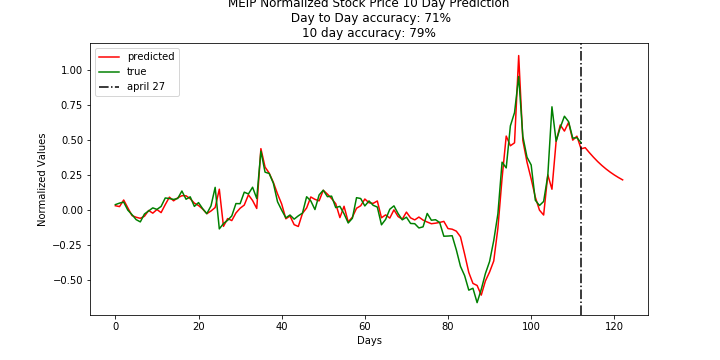 MEIP Normalized Stock Price 10 Day Prediction
Day to Day accuracy: 71%
10 day accuracy: 79%
predicted
true
april 27
1.00
0.75
0.50
0.25
0.00
−0.25
−0.50
Normalized Values
0
20
40
60
80
100
120
Days